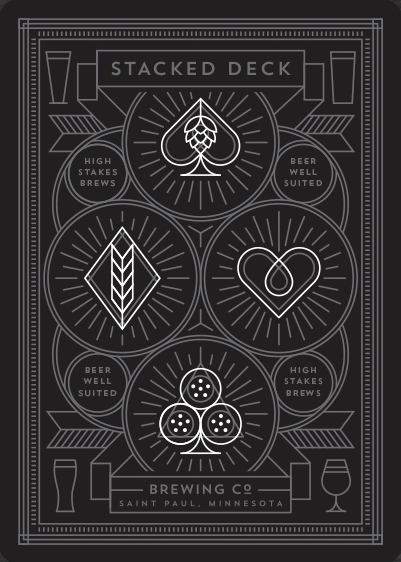 STACKED DECK
HIGH
STAKES
BREWS
BEER
WELL
SUITED
BEER
WELL
SUITED
HIGH
STAKES
BREWS
BREWING Cº
SAINT PAUL, MINNESOTA